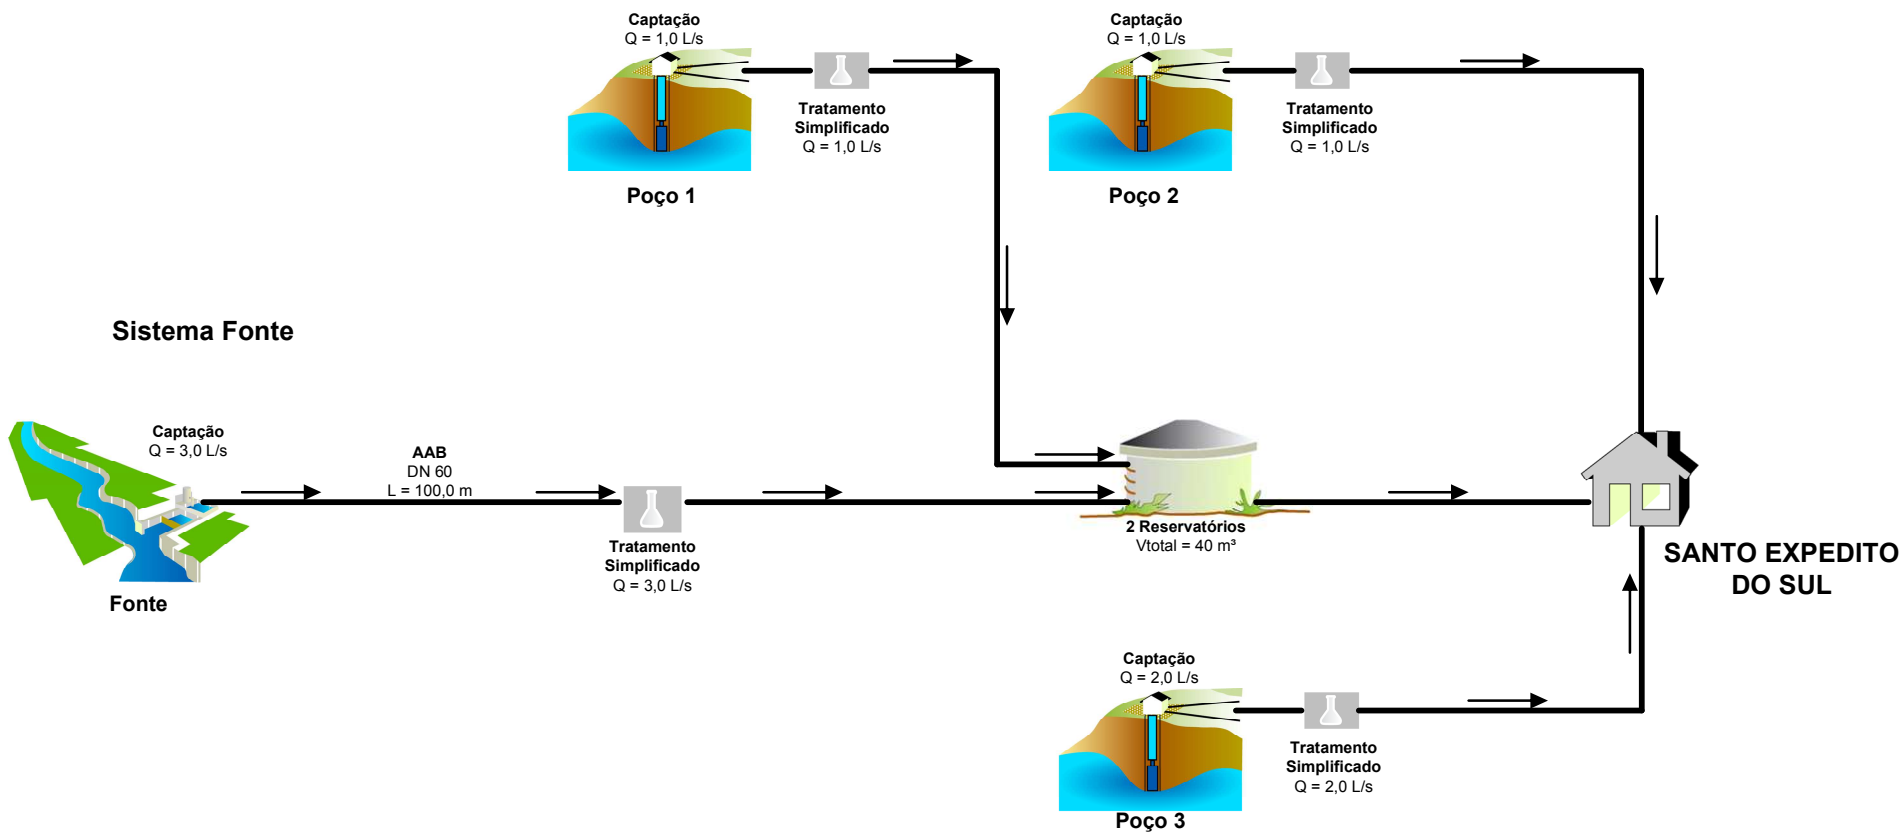 Captação
Q = 1,0 L/s
Tratamento
Simplificado
Q = 1,0 L/s
Poço 1
Captação
Q = 1,0 L/s
Tratamento
Simplificado
Q = 1,0 L/s
Poço 2
Sistema Fonte
Captação
Q = 3,0 L/s
Fonte
AAB
DN 60
L = 100,0 m
Tratamento
Simplificado
Q = 3,0 L/s
2 Reservatórios
Vtotal = 40 m³
SANTO EXPEDITO
DO SUL
Captação
Q = 2,0 L/s
Tratamento
Simplificado
Q = 2,0 L/s
Poço 3